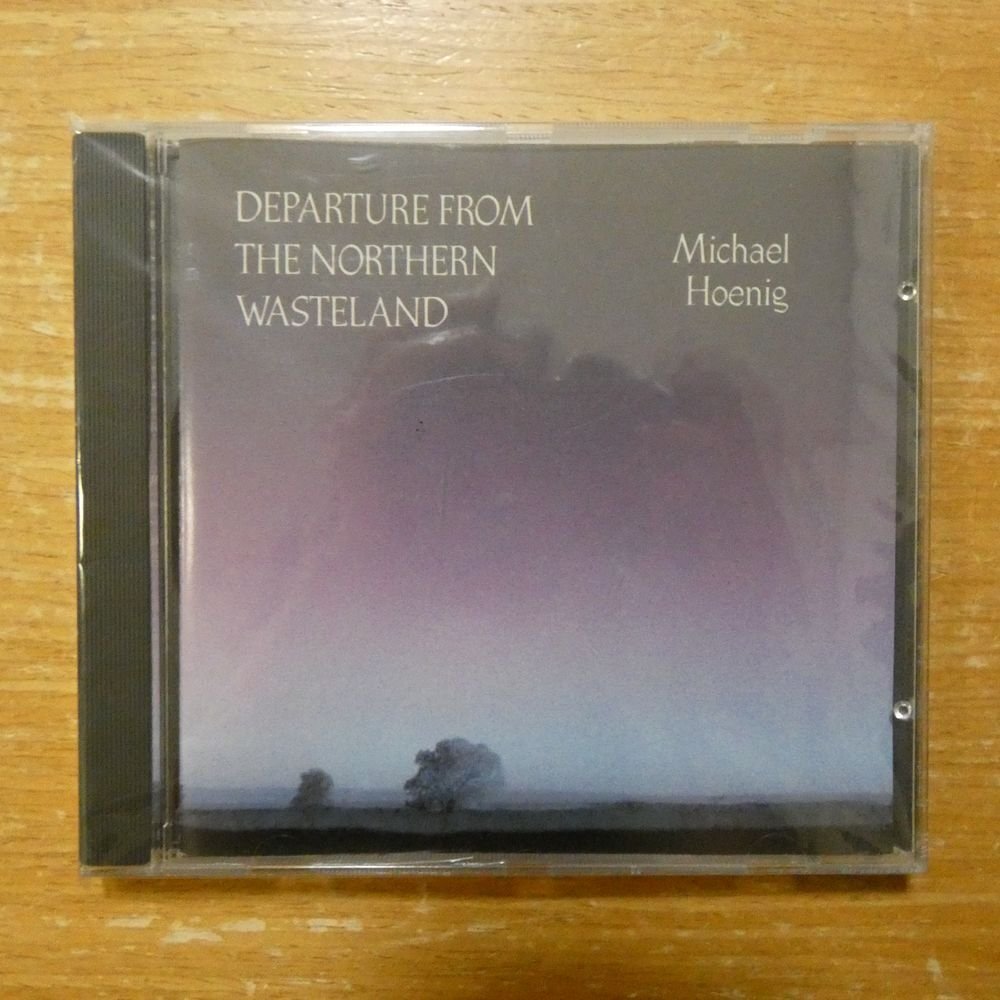 DEPARTURE FROM
THE NORTHERN
WASTELAND
Michael
Hoenig